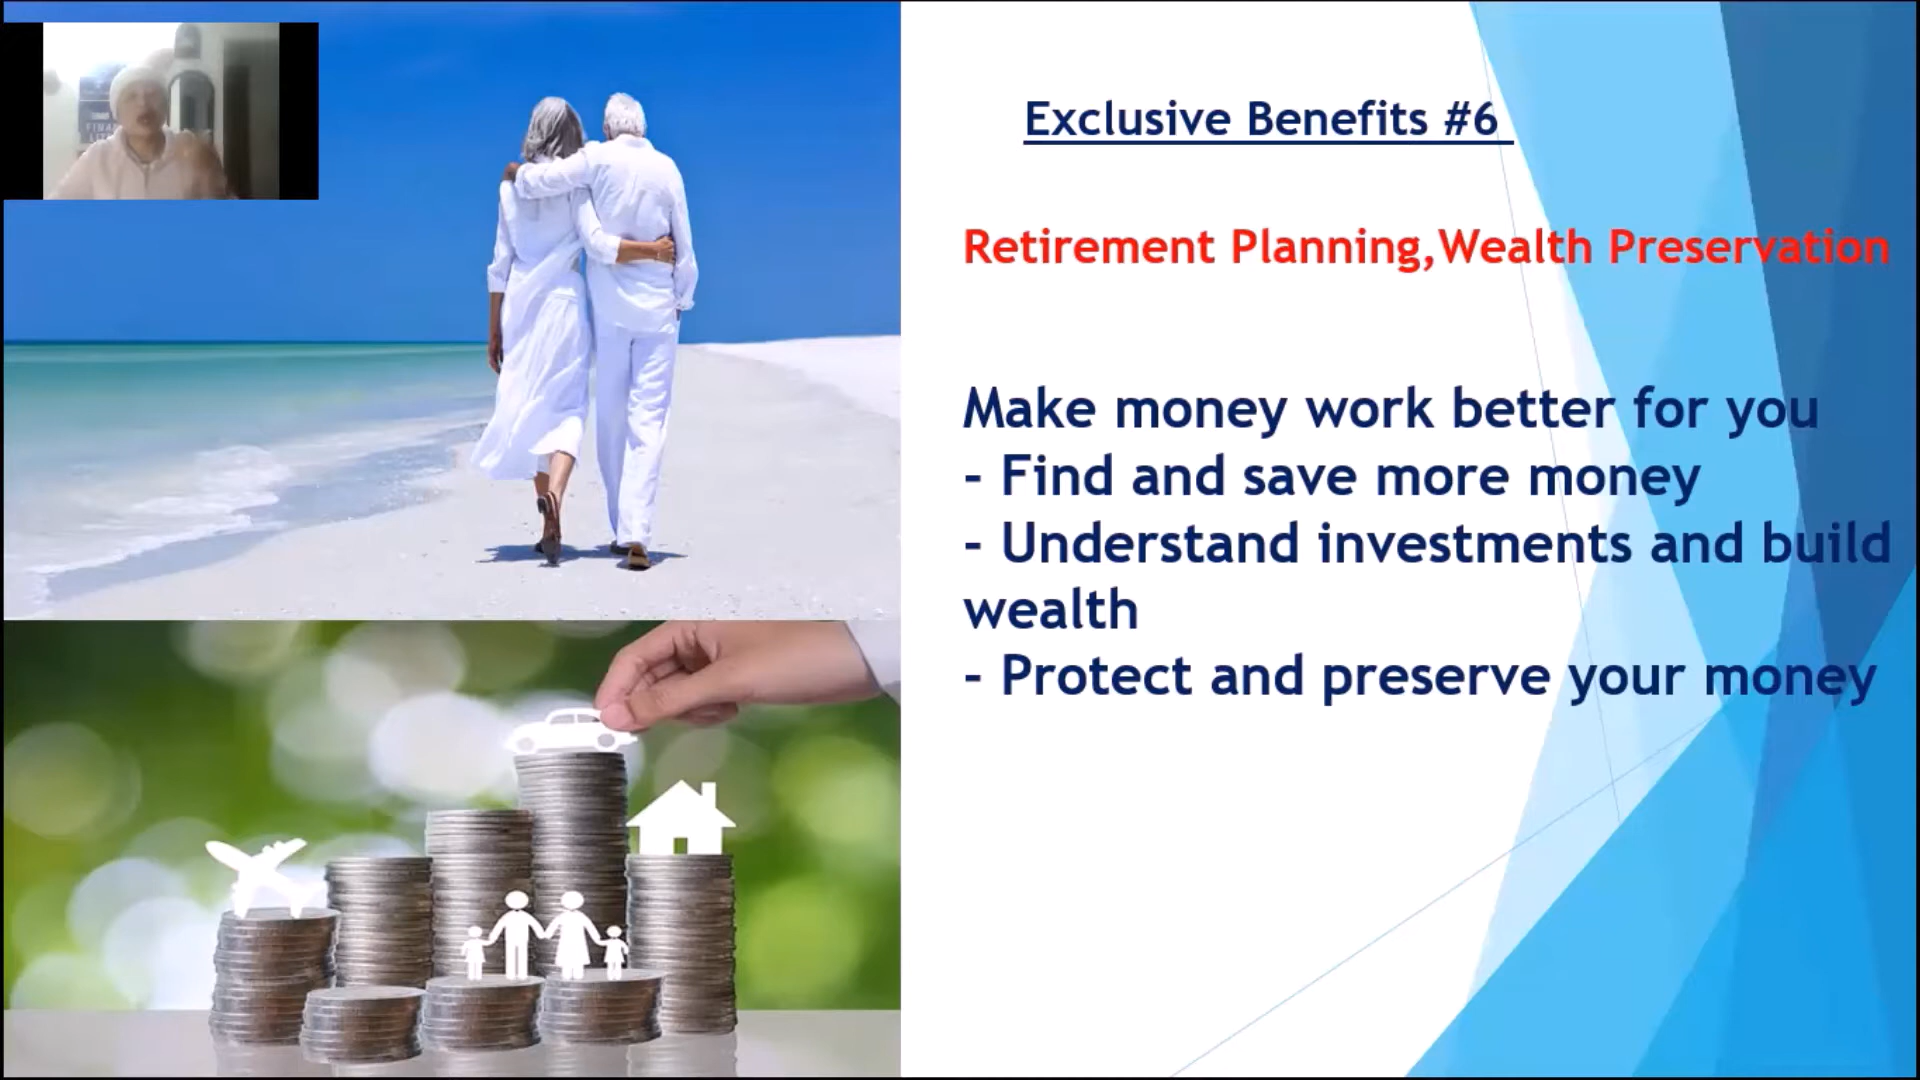 Exclusive Benefits #6
Retirement Planning,Wealth Preservation
Make money work better for you
- Find and save more money
- Understand investments and build
wealth
- Protect and preserve your money